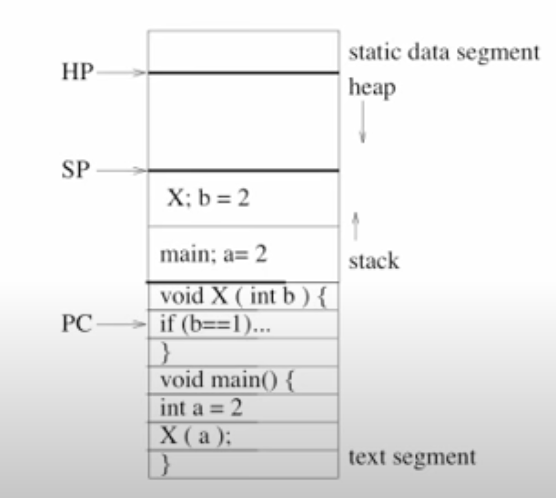 static data segment
HP
heap
SP
X; b = 2
main; a= 2
stack
void X ( int b ) {
PC
if (b==1)...
}
void main() {
int a = 2
X ( a );
}
text segment